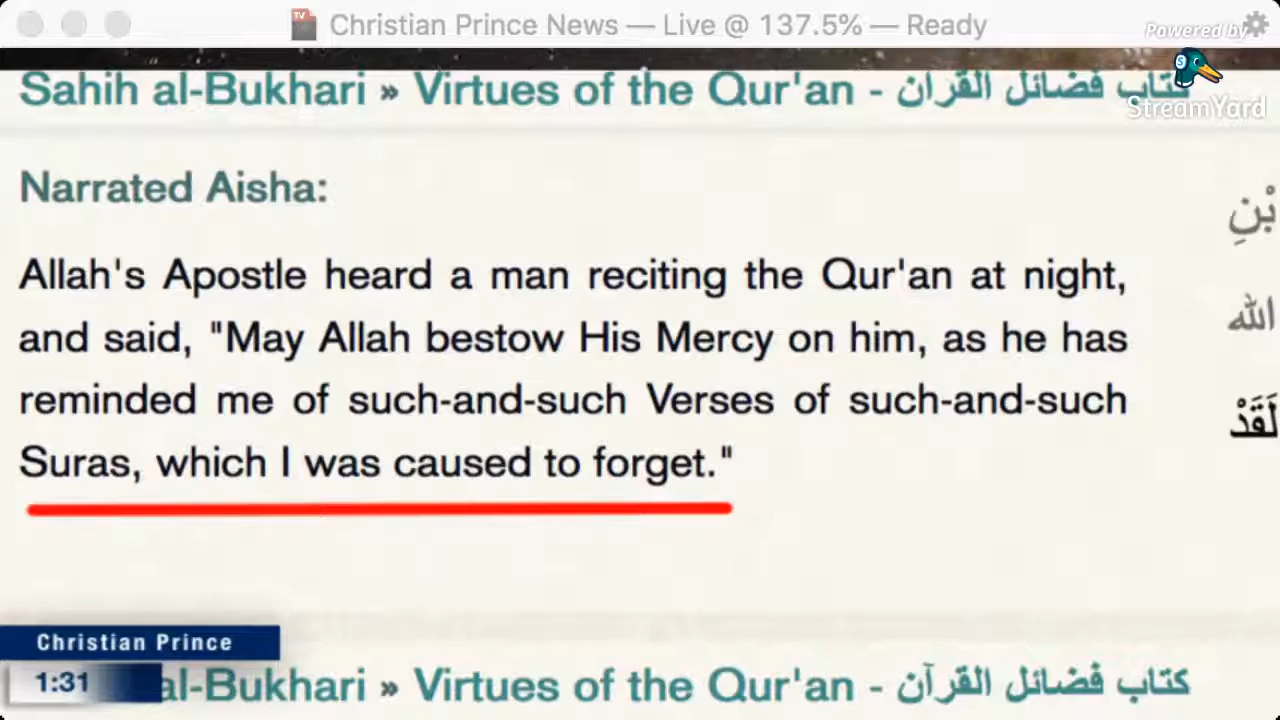 Christian Prince News — Live @ 137.5% — Ready
Powered by
StreamYard
Sahih al-Bukhari » Virtues of the Qur'an - كتاب فضائل القرآن
Narrated Aisha:
بْنِ
Allah's Apostle heard a man reciting the Qur'an at night,
الله
and said, "May Allah bestow His Mercy on him, as he has
reminded me of such-and-such Verses of such-and-such
لَقَدْ
Suras, which I was caused to forget."
Christian Prince
1:31
al-Bukhari » Virtues of the Qur'an - كتاب فضائل القرآن